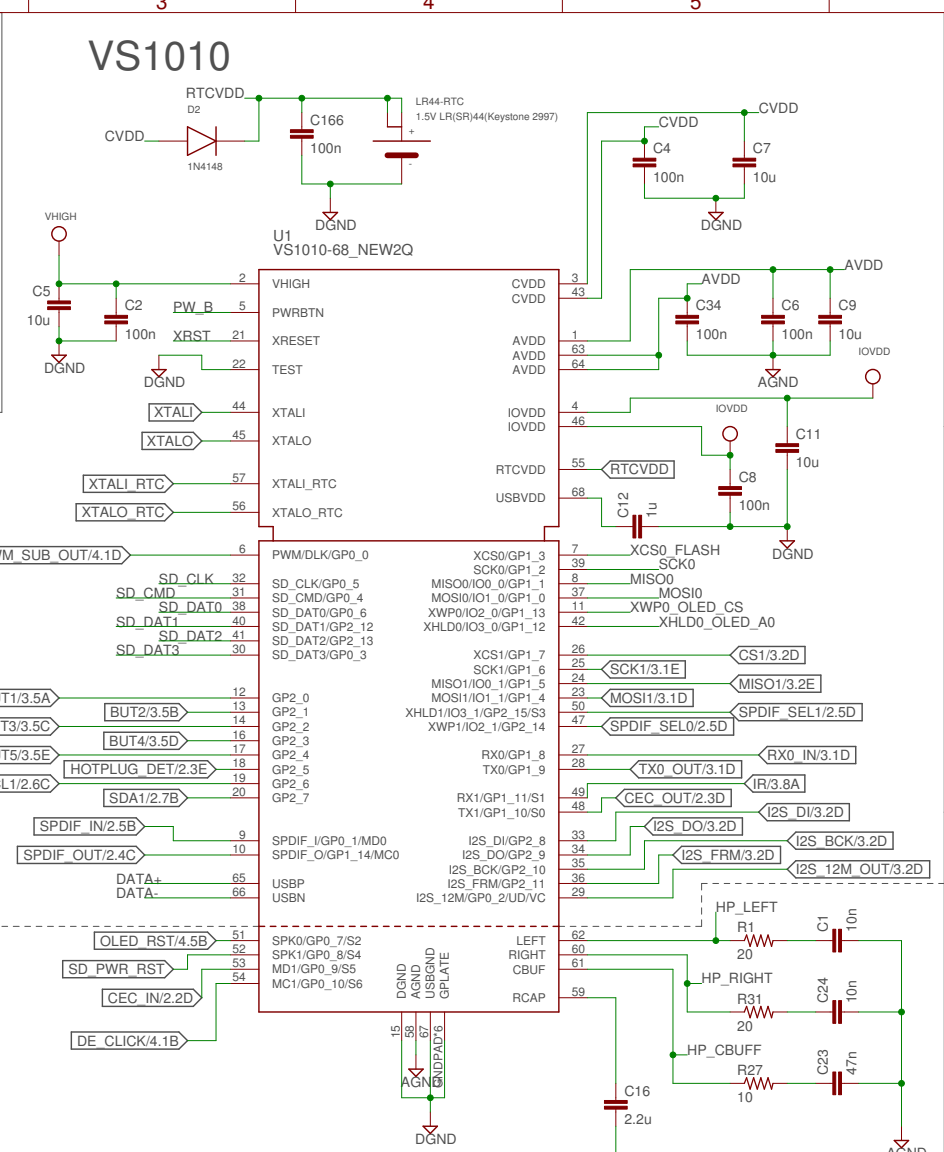 3 4 5
VS1010
RTCVDD
D2
CVDD
1N4148
C166
100n
LR44-RTC
1.5V LR(SR)44(Keystone 2997)
+
-
DGND
CVDD
CVDD
C4
100n
C7
10u
DGND
U1
VS1010-68_NEW2Q
VHIGH
C5
10u
C2
100n
DGND
2 VHIGH
PW_B 5 PWRBTN
XRST 21 XRESET
DGND 22 TEST
XTALI 44 XTALI
XTALO 45 XTALO
XTALI_RTC 57 XTALI_RTC
XTALO_RTC 56 XTALO_RTC
CVDD 3
CVDD 43
AVDD 1
AVDD 63
AVDD 64
IOVDD 4
IOVDD 46
RTCVDD 55 RTCVDD
USBVDD 68
AVDD
AVDD
C34
100n
C6
100n
C9
10u
AGND
IOVDD
IOVDD
C11
10u
C8
100n
C12
1u
DGND
WM_SUB_OUT/4.1D 6 PWM/DLK/GP0_0
SD_CLK 32 SD_CLK/GP0_5
SD_CMD 31 SD_CMD/GP0_4
SD_DAT0 38 SD_DAT0/GP0_6
SD_DAT1 40 SD_DAT1/GP2_12
SD_DAT2 41 SD_DAT2/GP2_13
SD_DAT3 30 SD_DAT3/GP0_3
UT1/3.5A 12 GP2_0
BUT2/3.5B 13 GP2_1
UT3/3.5O 14 GP2_2
BUT4/3.5D 16 GP2_3
UT5/3.5E 17 GP2_4
HOTPLUG_DET/2.3E 18 GP2_5
CL1/2.6C 19 GP2_6
SDA1/2.7B 20 GP2_7
SPDIF_IN/2.5B 9 SPDIF_I/GP0_1/MD0
SPDIF_OUT/2.4C 10 SPDIF_O/GP1_14/MC0
DATA+ 65 USBP
DATA- 66 USBN
OLED_RST/4.5B 51 SPK0/GP0_7/S2
SD_PWR_RST 52 SPK1/GP0_8/S4
CEC_IN/2.2D 53 MD1/GP0_9/S5
DE_CLICK/4.1B 54 MC1/GP0_10/S6
XCS0/GP1_3 7 XCS0_FLASH
SCK0/GP1_2 39 SCK0
MISO0/IO0_0/GP1_1 8 MISO0
MOSI0/IO1_0/GP1_0 37 MOSI0
XWP0/IO2_0/GP1_13 11 XWP0_OLED_CS
XHLD0/IO3_0/GP1_12 42 XHLD0_OLED_A0
XCS1/GP1_7 26 CS1/3.2D
SCK1/GP1_6 25 SCK1/3.1E
MISO1/IO0_1/GP1_5 24 MISO1/3.2E
MOSI1/IO1_1/GP1_4 23 MOSI1/3.1D
XHLD1/IO3_1/GP2_15/S3 50 SPDIF_SEL1/2.5D
XWP1/IO2_1/GP2_14 47 SPDIF_SEL0/2.5D
RX0/GP1_8 27 RX0_IN/3.1D
TX0/GP1_9 28 TX0_OUT/3.1D
RX1/GP1_11/S1 49 IR/3.8A
TX1/GP1_10/S0 48 CEC_OUT/2.3D
I2S_DI/GP2_8 33 I2S_DI/3.2D
I2S_DO/GP2_9 34 I2S_DO/3.2D
I2S_BCK/GP2_10 35 I2S_BCK/3.2D
I2S_FRM/GP2_11 36 I2S_FRM/3.2D
I2S_12M/GP0_2/UD/VC 29 I2S_12M_OUT/3.2D
LEFT 62
RIGHT 60
CBUF 61
RCAP 59
DGND AGND USBGND GPLATE
15 58 67 GNDPAD*6
AGND
DGND
HP_LEFT
R1
20
C1
10n
HP_RIGHT
R31
20
C24
10n
HP_CBUFF
R27
10
C23
47n
C16
2.2u
AGND